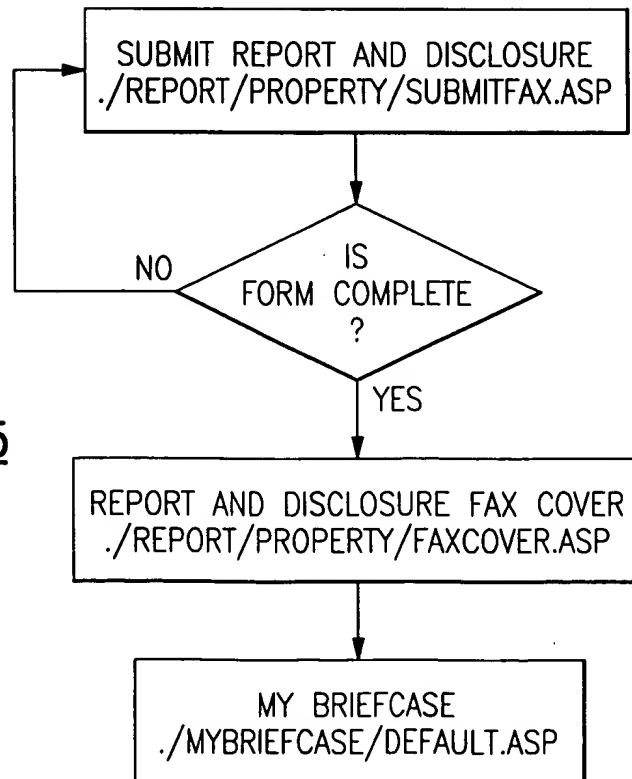 SUBMIT REPORT AND DISCLOSURE
./REPORT/PROPERTY/SUBMITFAX.ASP
IS
FORM COMPLETE
?
NO
YES
REPORT AND DISCLOSURE FAX COVER
./REPORT/PROPERTY/FAXCOVER.ASP
MY BRIEFCASE
./MYBRIEFCASE/DEFAULT.ASP